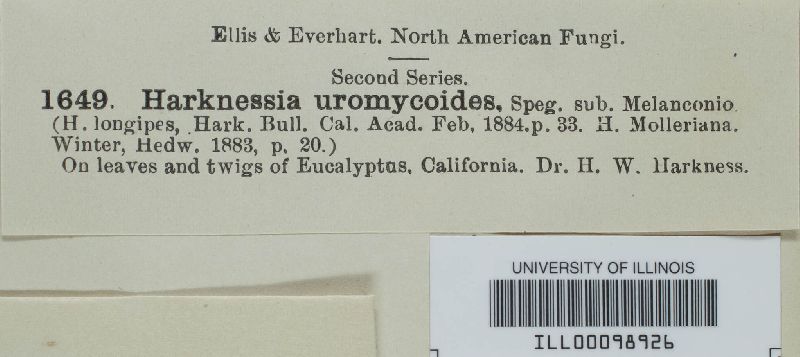 Ellis & Everhart. North American Fungi.
Second Series.
1649. Harknessia uromycoides, Speg. sub. Melanconio.
(H. longipes, Hark. Bull. Cal. Acad. Feb, 1884.p. 33. H. Molleriana.
Winter, Hedw. 1883, p. 20.)
On leaves and twigs of Eucalyptus, California. Dr. H. W. Harkness.
UNIVERSITY OF ILLINOIS
ILL00098926